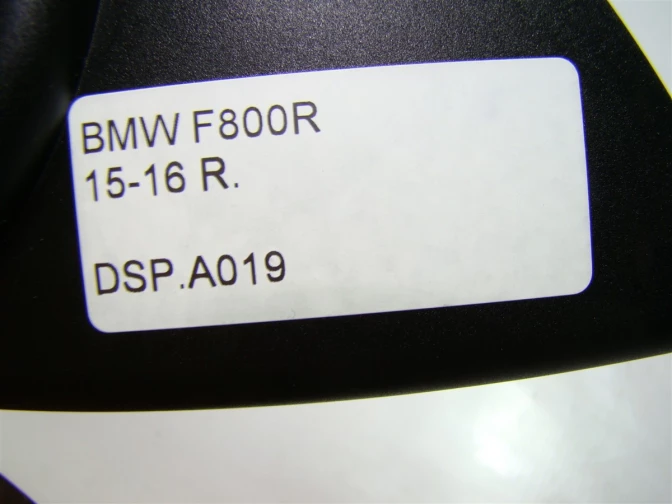 BMW F800R
15-16 R.
DSP.A019